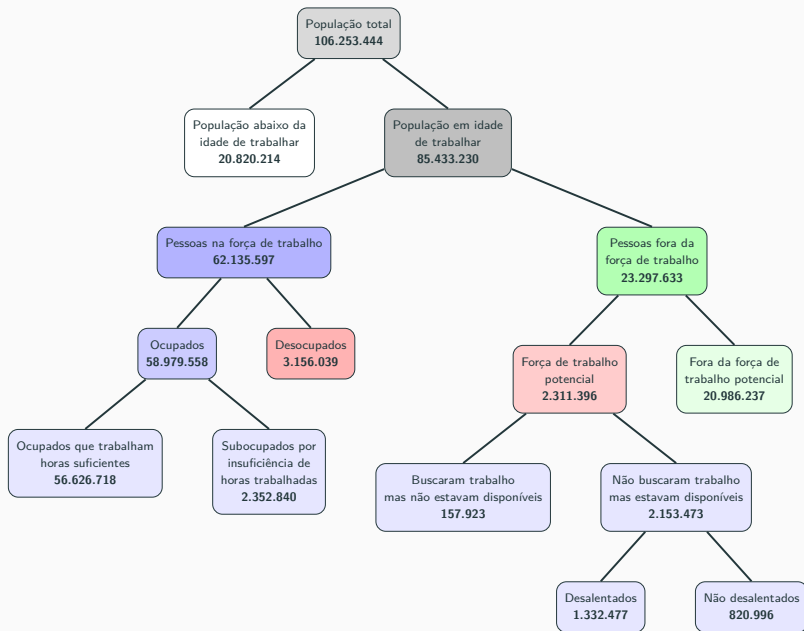 População total
106.253.444
População abaixo da
idade de trabalhar
20.820.214
População em idade
de trabalhar
85.433.230
Pessoas na força de trabalho
62.135.597
Pessoas fora da
força de trabalho
23.297.633
Ocupados
58.979.558
Desocupados
3.156.039
Força de trabalho
potencial
2.311.396
Fora da força de
trabalho potencial
20.986.237
Ocupados que trabalham
horas suficientes
56.626.718
Subocupados por
insuficiência de
horas trabalhadas
2.352.840
Buscaram trabalho
mas não estavam disponíveis
157.923
Não buscaram trabalho
mas estavam disponíveis
2.153.473
Desalentados
1.332.477
Não desalentados
820.996